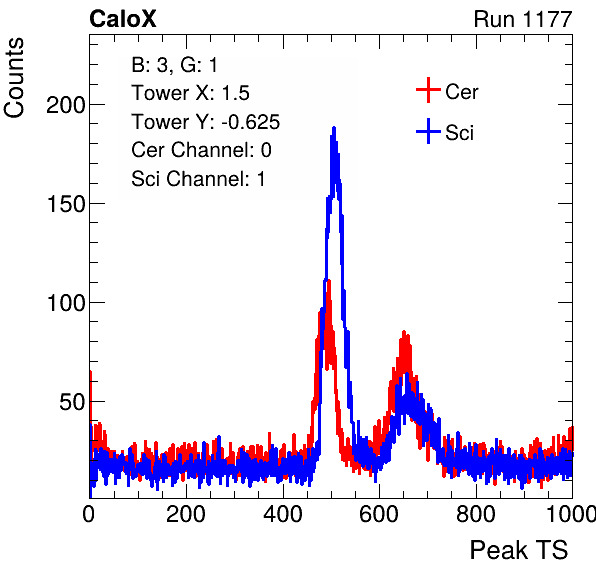 CaloX Run 1177
Counts
B: 3, G: 1
Tower X: 1.5
Tower Y: -0.625
Cer Channel: 0
Sci Channel: 1
Cer
Sci
200
150
100
50
0 200 400 600 800 1000
Peak TS